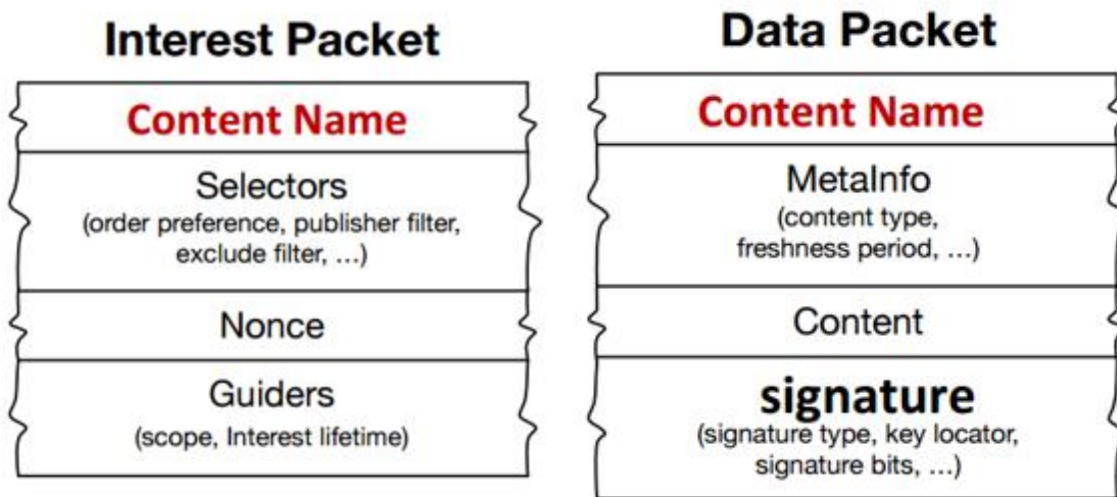 Interest Packet
Content Name
Selectors
(order preference, publisher filter,
exclude filter, ...)
Nonce
Guiders
(scope, Interest lifetime)
Data Packet
Content Name
MetaInfo
(content type,
freshness period, ...)
Content
signature
(signature type, key locator,
signature bits, ...)